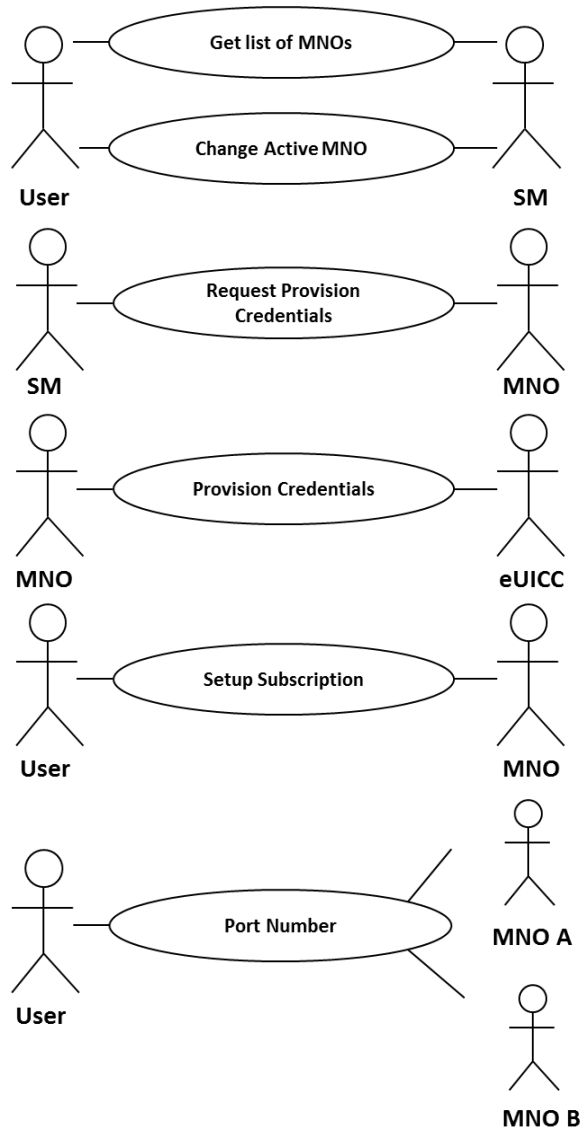 Get list of MNOs
Change Active MNO
User
SM
Request Provision
Credentials
SM
MNO
Provision Credentials
MNO
eUICC
Setup Subscription
User
MNO
Port Number
MNO A
User
MNO B